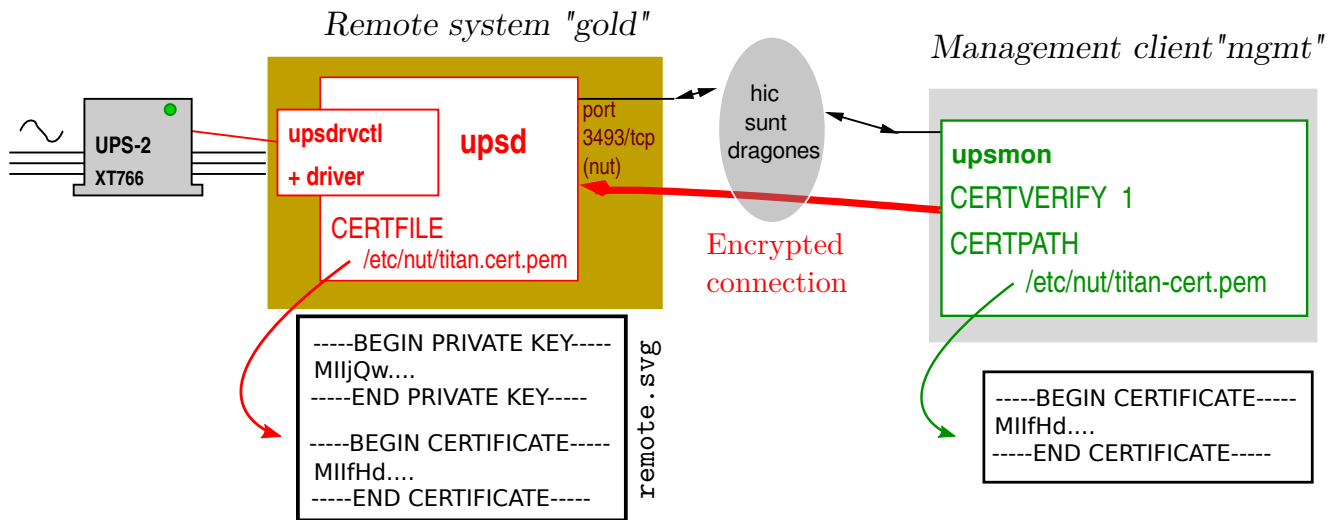 Remote system "gold"
Management client"mgmt"
UPS-2
XT766
upsdrvctl
+ driver
upsd
port
3493/tcp
(nut)
CERTFILE
/etc/nut/titan.cert.pem
hic
sunt
dragones
Encrypted
connection
upsmon
CERTVERIFY 1
CERTPATH
/etc/nut/titan-cert.pem
-----BEGIN PRIVATE KEY-----
MIIjQw....
-----END PRIVATE KEY-----
-----BEGIN CERTIFICATE-----
MIIfHd....
-----END CERTIFICATE-----
remote.svg
-----BEGIN CERTIFICATE-----
MIIfHd....
-----END CERTIFICATE-----